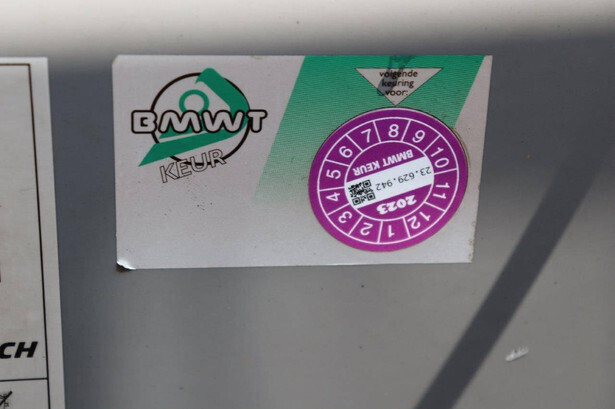 BMWT
KEUR
volgende
keuring
voor:
1 2 3 4 5 6 7 8 9 10 11 12
BMWT KEUR
23.629.942
2023
CH